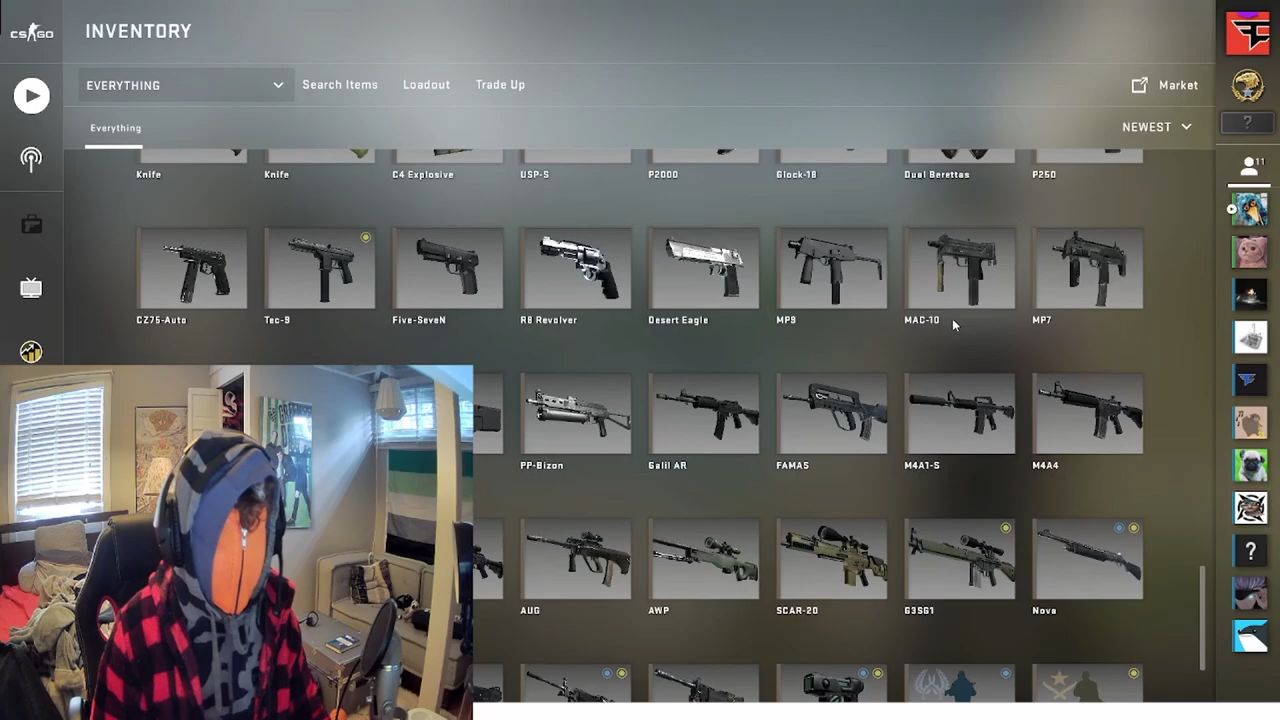 CS GO
INVENTORY
EVERYTHING
Search Items
Loadout
Trade Up
Market
Everything
NEWEST
?
11
Knife
Knife
C4 Explosive
USP-S
P2000
Glock-18
Dual Berettas
P250
CZ75-Auto
Tec-9
Five-SeveN
R8 Revolver
Desert Eagle
MP9
MAC-10
MP7
PP-Bizon
Galil AR
FAMAS
M4A1-S
M4A4
AUG
AWP
SCAR-20
G3SG1
Nova
?